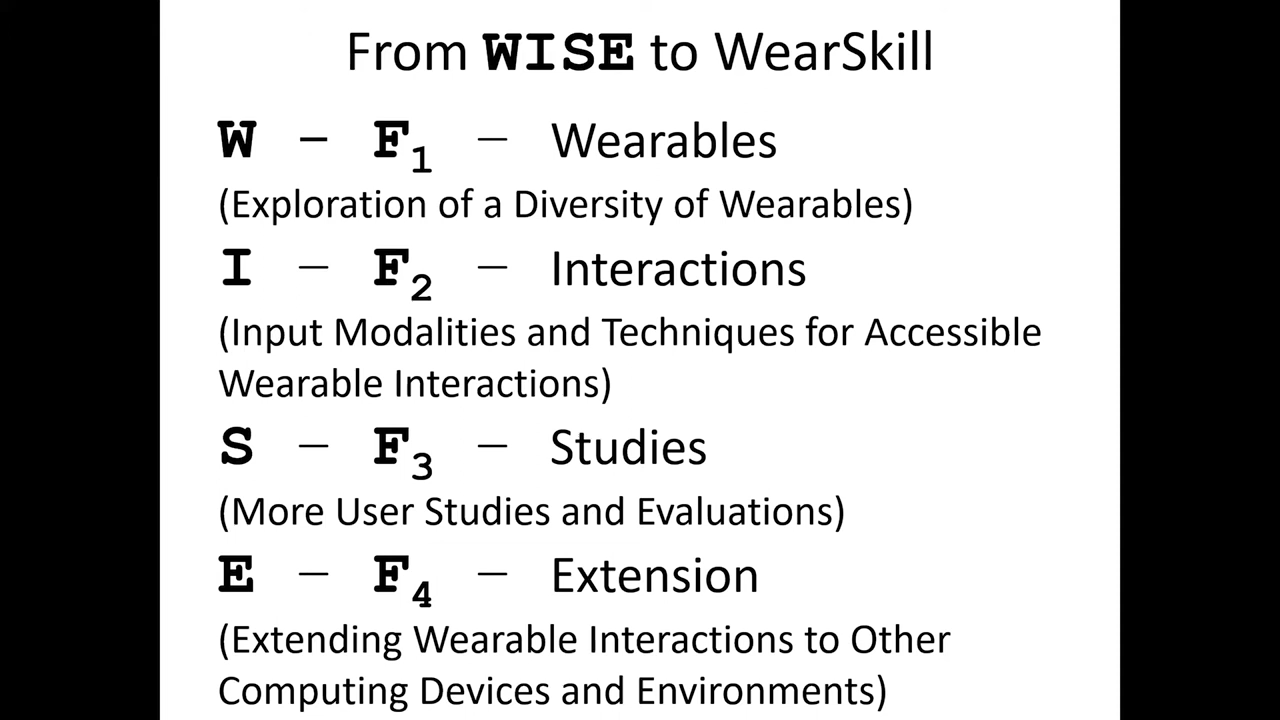 From WISE to WearSkill
W – F1 – Wearables
(Exploration of a Diversity of Wearables)
I – F2 – Interactions
(Input Modalities and Techniques for Accessible
Wearable Interactions)
S – F3 – Studies
(More User Studies and Evaluations)
E – F4 – Extension
(Extending Wearable Interactions to Other
Computing Devices and Environments)